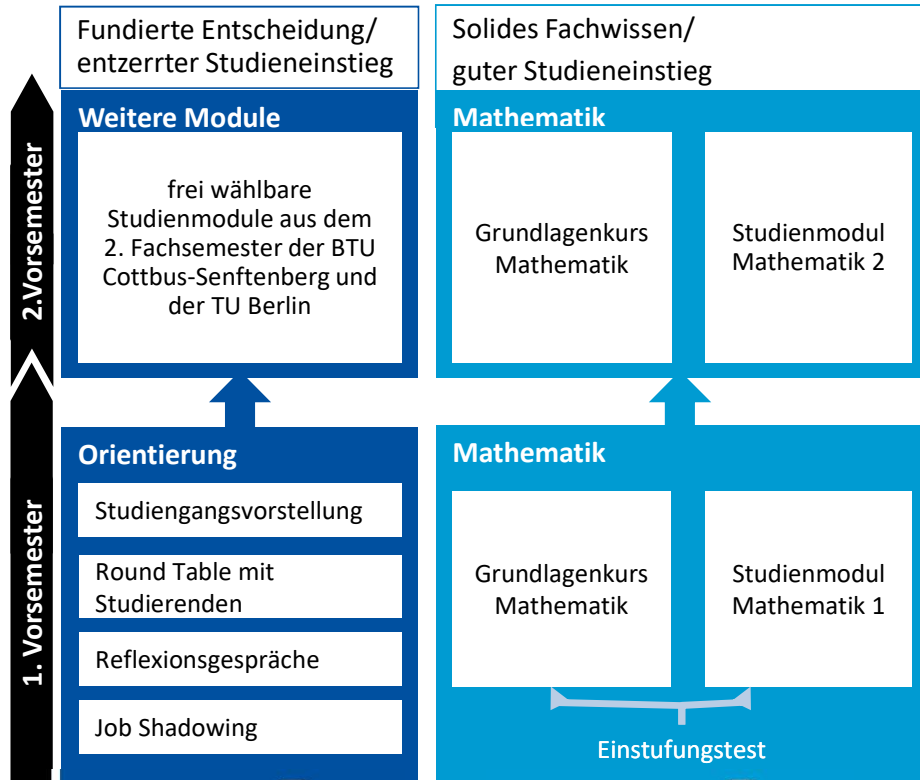 Fundierte Entscheidung/
entzerrter Studieneinstieg
Solides Fachwissen/
guter Studieneinstieg
2.Vorsemester
Weitere Module
frei wählbare
Studienmodule aus dem
2. Fachsemester der BTU
Cottbus-Senftenberg und
der TU Berlin
Mathematik
Grundlagenkurs
Mathematik
Studienmodul
Mathematik 2
1. Vorsemester
Orientierung
Studiengangsvorstellung
Round Table mit
Studierenden
Reflexionsgespräche
Job Shadowing
Mathematik
Grundlagenkurs
Mathematik
Studienmodul
Mathematik 1
Einstufungstest